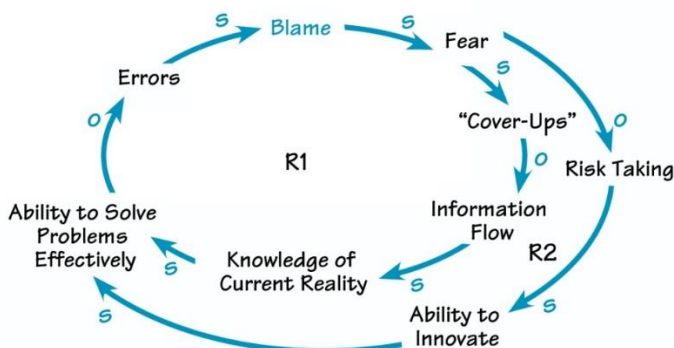 S
Blame
S
Fear
Errors
S
"Cover-Ups"
O
O
O
R1
Risk Taking
Ability to Solve
Problems
Effectively
Information
Flow
Knowledge of
Current Reality
S
S
R2
S
S
Ability to
Innovate